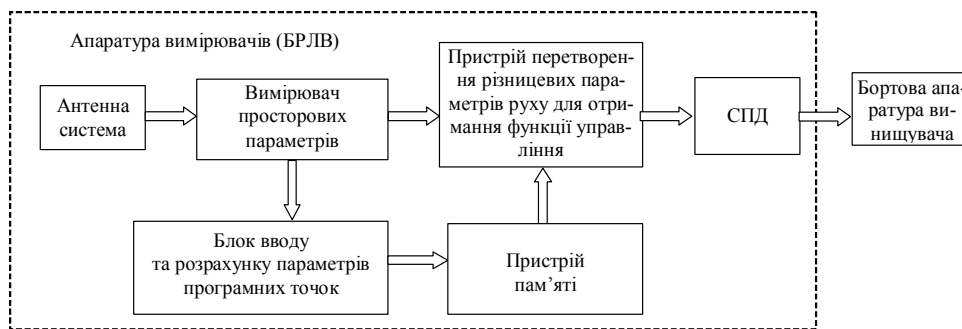 Апаратура вимірювачів (БРЛВ)
Антенна
система
Вимірювач
просторових
параметрів
Пристрій перетворен-
ня різницевих пара-
метрів руху для отри-
мання функції управ-
ління
СПД
Бортова апа-
ратура ви-
нищувача
Блок вводу
та розрахунку параметрів
програмних точок
Пристрій
пам’яті